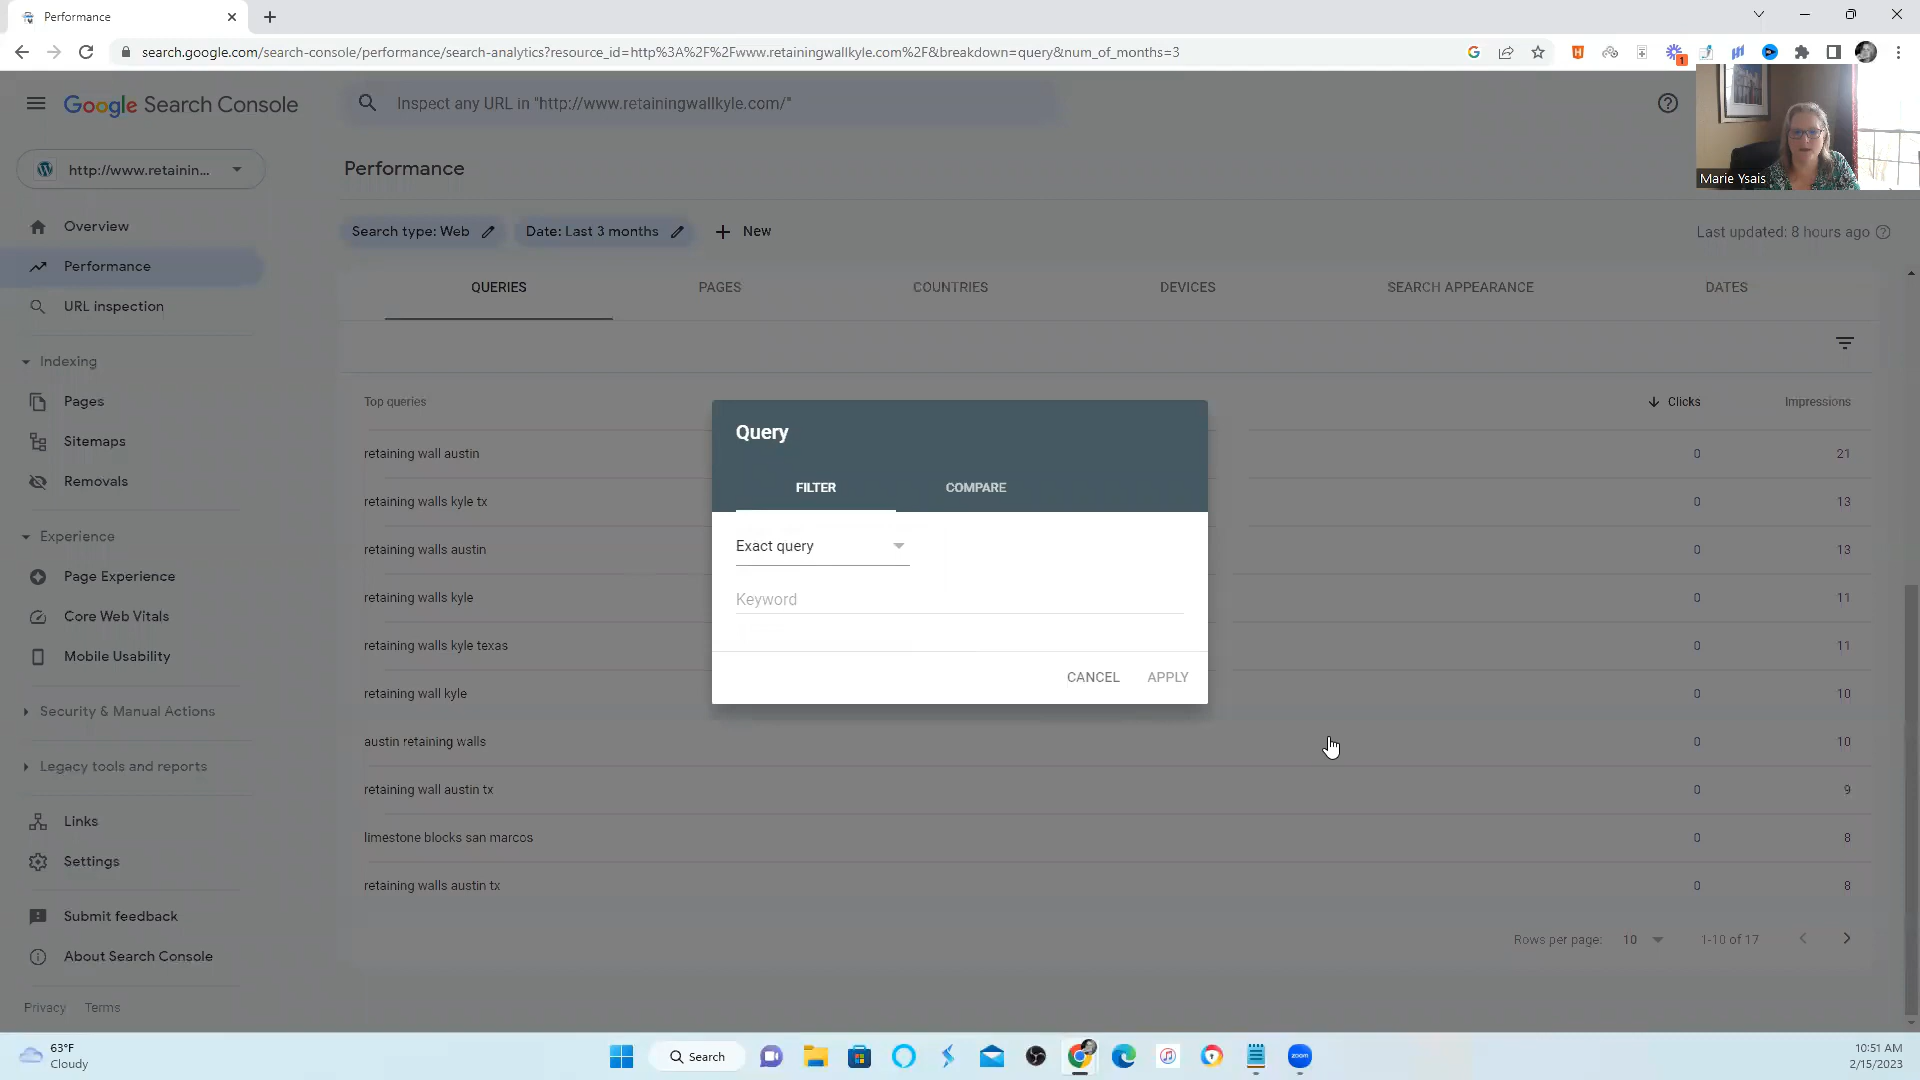 Performance
search.google.com/search-console/performance/search-analytics?resource_id=http%3A%2F%2Fwww.retainingwallkyle.com%2F&breakdown=query&num_of_months=3
Google Search Console
Inspect any URL in "http://www.retainingwallkyle.com/"
Marie Ysais
http://www.retainin...
Performance
Overview
Performance
URL inspection
Indexing
Pages
Sitemaps
Removals
Experience
Page Experience
Core Web Vitals
Mobile Usability
Security & Manual Actions
Legacy tools and reports
Links
Settings
Submit feedback
About Search Console
Privacy Terms
Search type: Web Date: Last 3 months New Last updated: 8 hours ago
QUERIES PAGES COUNTRIES DEVICES SEARCH APPEARANCE DATES
Top queries Clicks Impressions
retaining wall austin 0 21
retaining walls kyle tx 0 13
retaining walls austin 0 13
retaining walls kyle 0 11
retaining walls kyle texas 0 11
retaining wall kyle 0 10
austin retaining walls 0 10
retaining wall austin tx 0 9
limestone blocks san marcos 0 8
retaining walls austin tx 0 8
Rows per page: 10 1-10 of 17
Query
FILTER COMPARE
Exact query
Keyword
CANCEL APPLY
63°F
Cloudy
Search
zoom
10:51 AM
2/15/2023